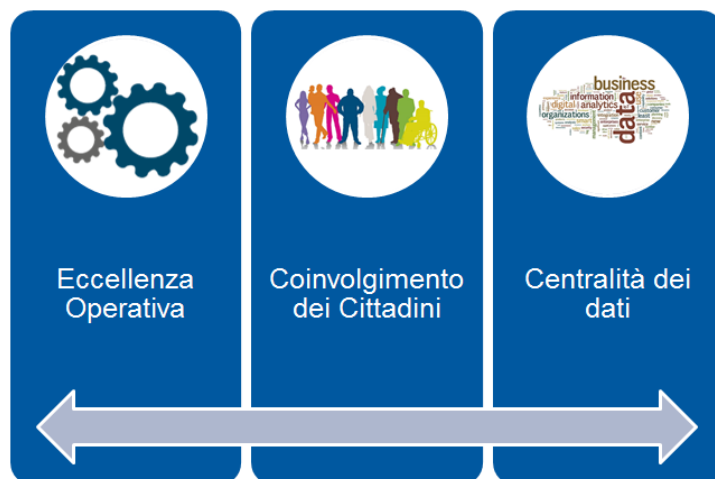 Eccellenza
Operativa
Coinvolgimento
dei Cittadini
Centralità dei
dati
business
information
digital analytics
organizations
data